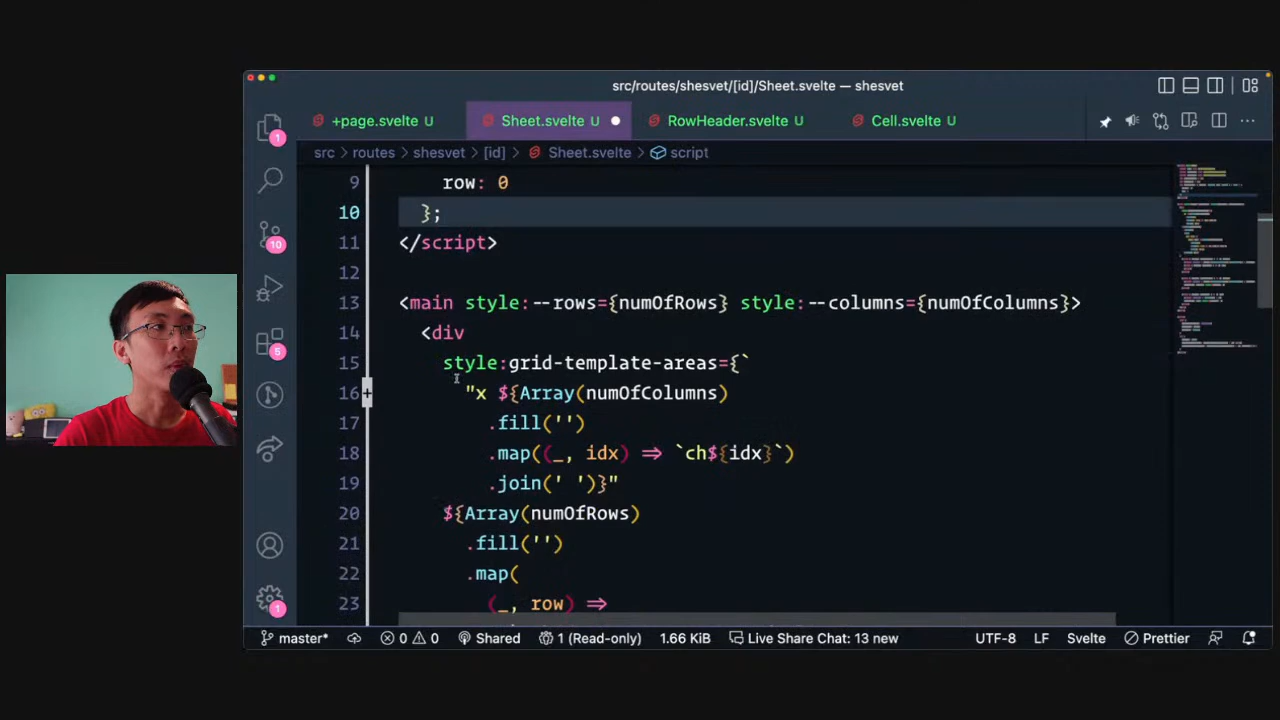 src/routes/shesvet/[id]/Sheet.svelte — shesvet
+page.svelte U
Sheet.svelte U
RowHeader.svelte U
Cell.svelte U
src > routes > shesvet > [id] > Sheet.svelte > script
9 row: 0
10 };
11 </script>
12
13 <main style:--rows={numOfRows} style:--columns={numOfColumns}>
14 <div
15 style:grid-template-areas={`
16 "x ${Array(numOfColumns)
17 .fill('')
18 .map((_, idx) => `ch${idx}`)
19 .join(' ')}"
20 ${Array(numOfRows)
21 .fill('')
22 .map(
23 (_, row) =>
1
10
5
1
master* 0 0 Shared 1 (Read-only) 1.66 KiB Live Share Chat: 13 new UTF-8 LF Svelte Prettier